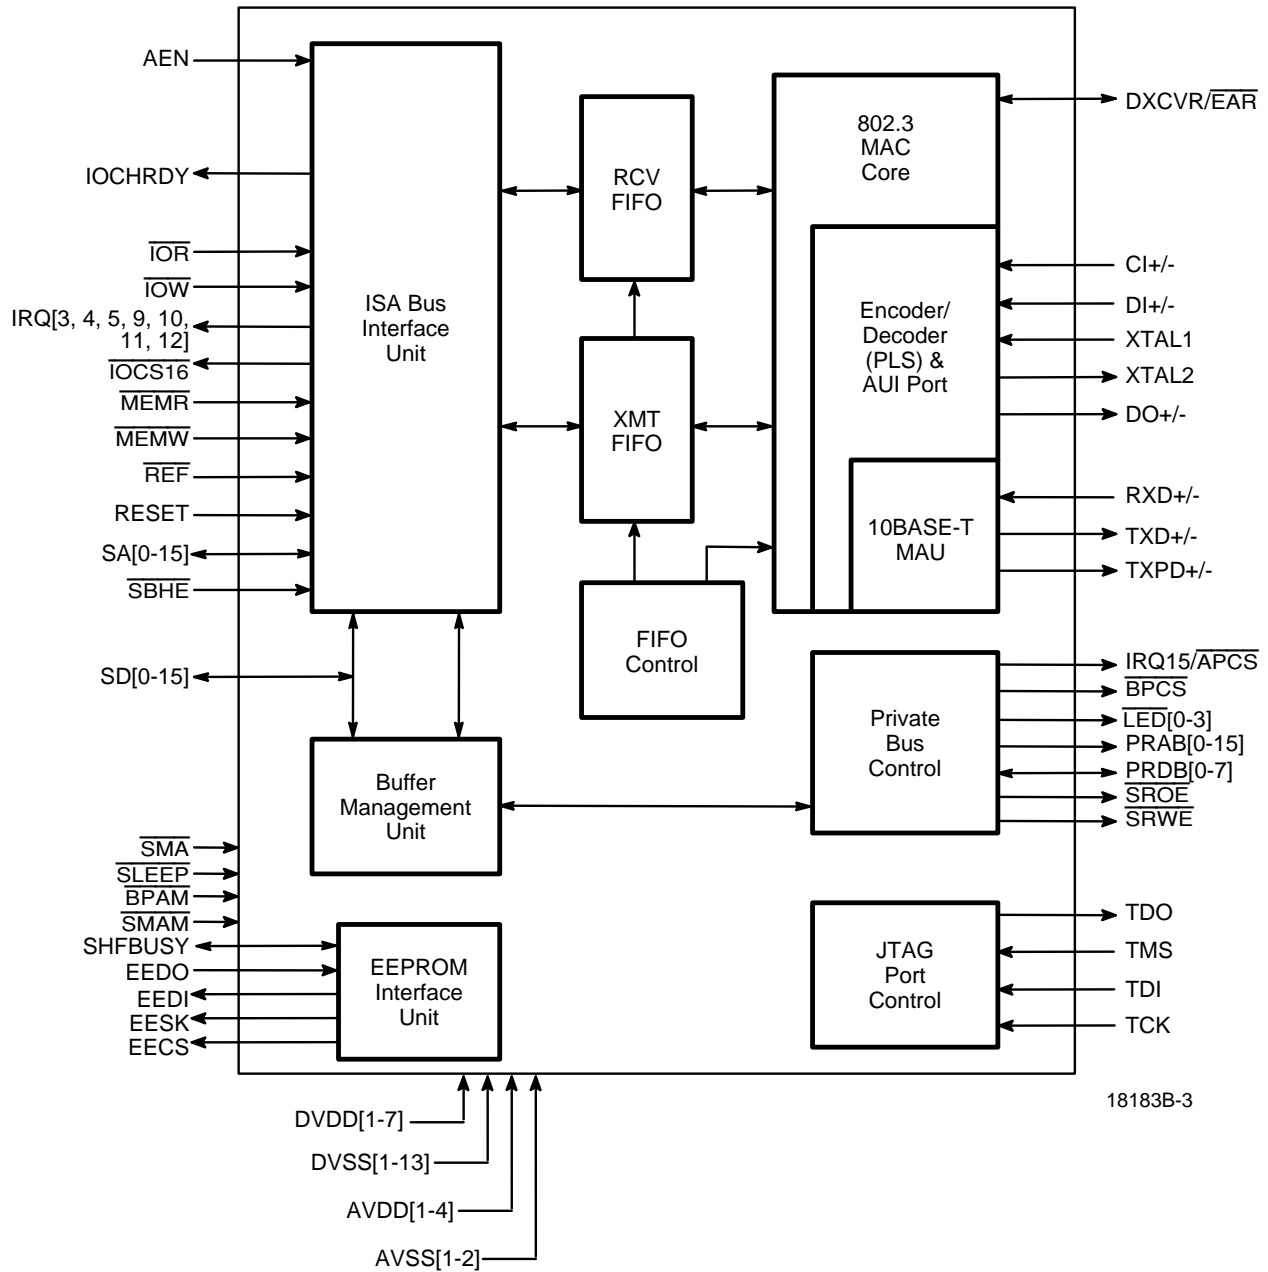 AEN
IOCHRDY
IOR
IOW
IRQ[3, 4, 5, 9, 10,
11, 12]
IOCS16
MEMR
MEMW
REF
RESET
SA[0-15]
SBHE
SD[0-15]
SMA
SLEEP
BPAM
SMAM
SHFBUSY
EEDO
EEDI
EESK
EECS
ISA Bus
Interface
Unit
Buffer
Management
Unit
EEPROM
Interface
Unit
RCV
FIFO
XMT
FIFO
FIFO
Control
802.3
MAC
Core
Encoder/
Decoder
(PLS) &
AUI Port
10BASE-T
MAU
Private
Bus
Control
JTAG
Port
Control
DXCVR/EAR
CI+/-
DI+/-
XTAL1
XTAL2
DO+/-
RXD+/-
TXD+/-
TXPD+/-
IRQ15/APCS
BPCS
LED[0-3]
PRAB[0-15]
PRDB[0-7]
SROE
SRWE
TDO
TMS
TDI
TCK
DVDD[1-7]
DVSS[1-13]
AVDD[1-4]
AVSS[1-2]
18183B-3